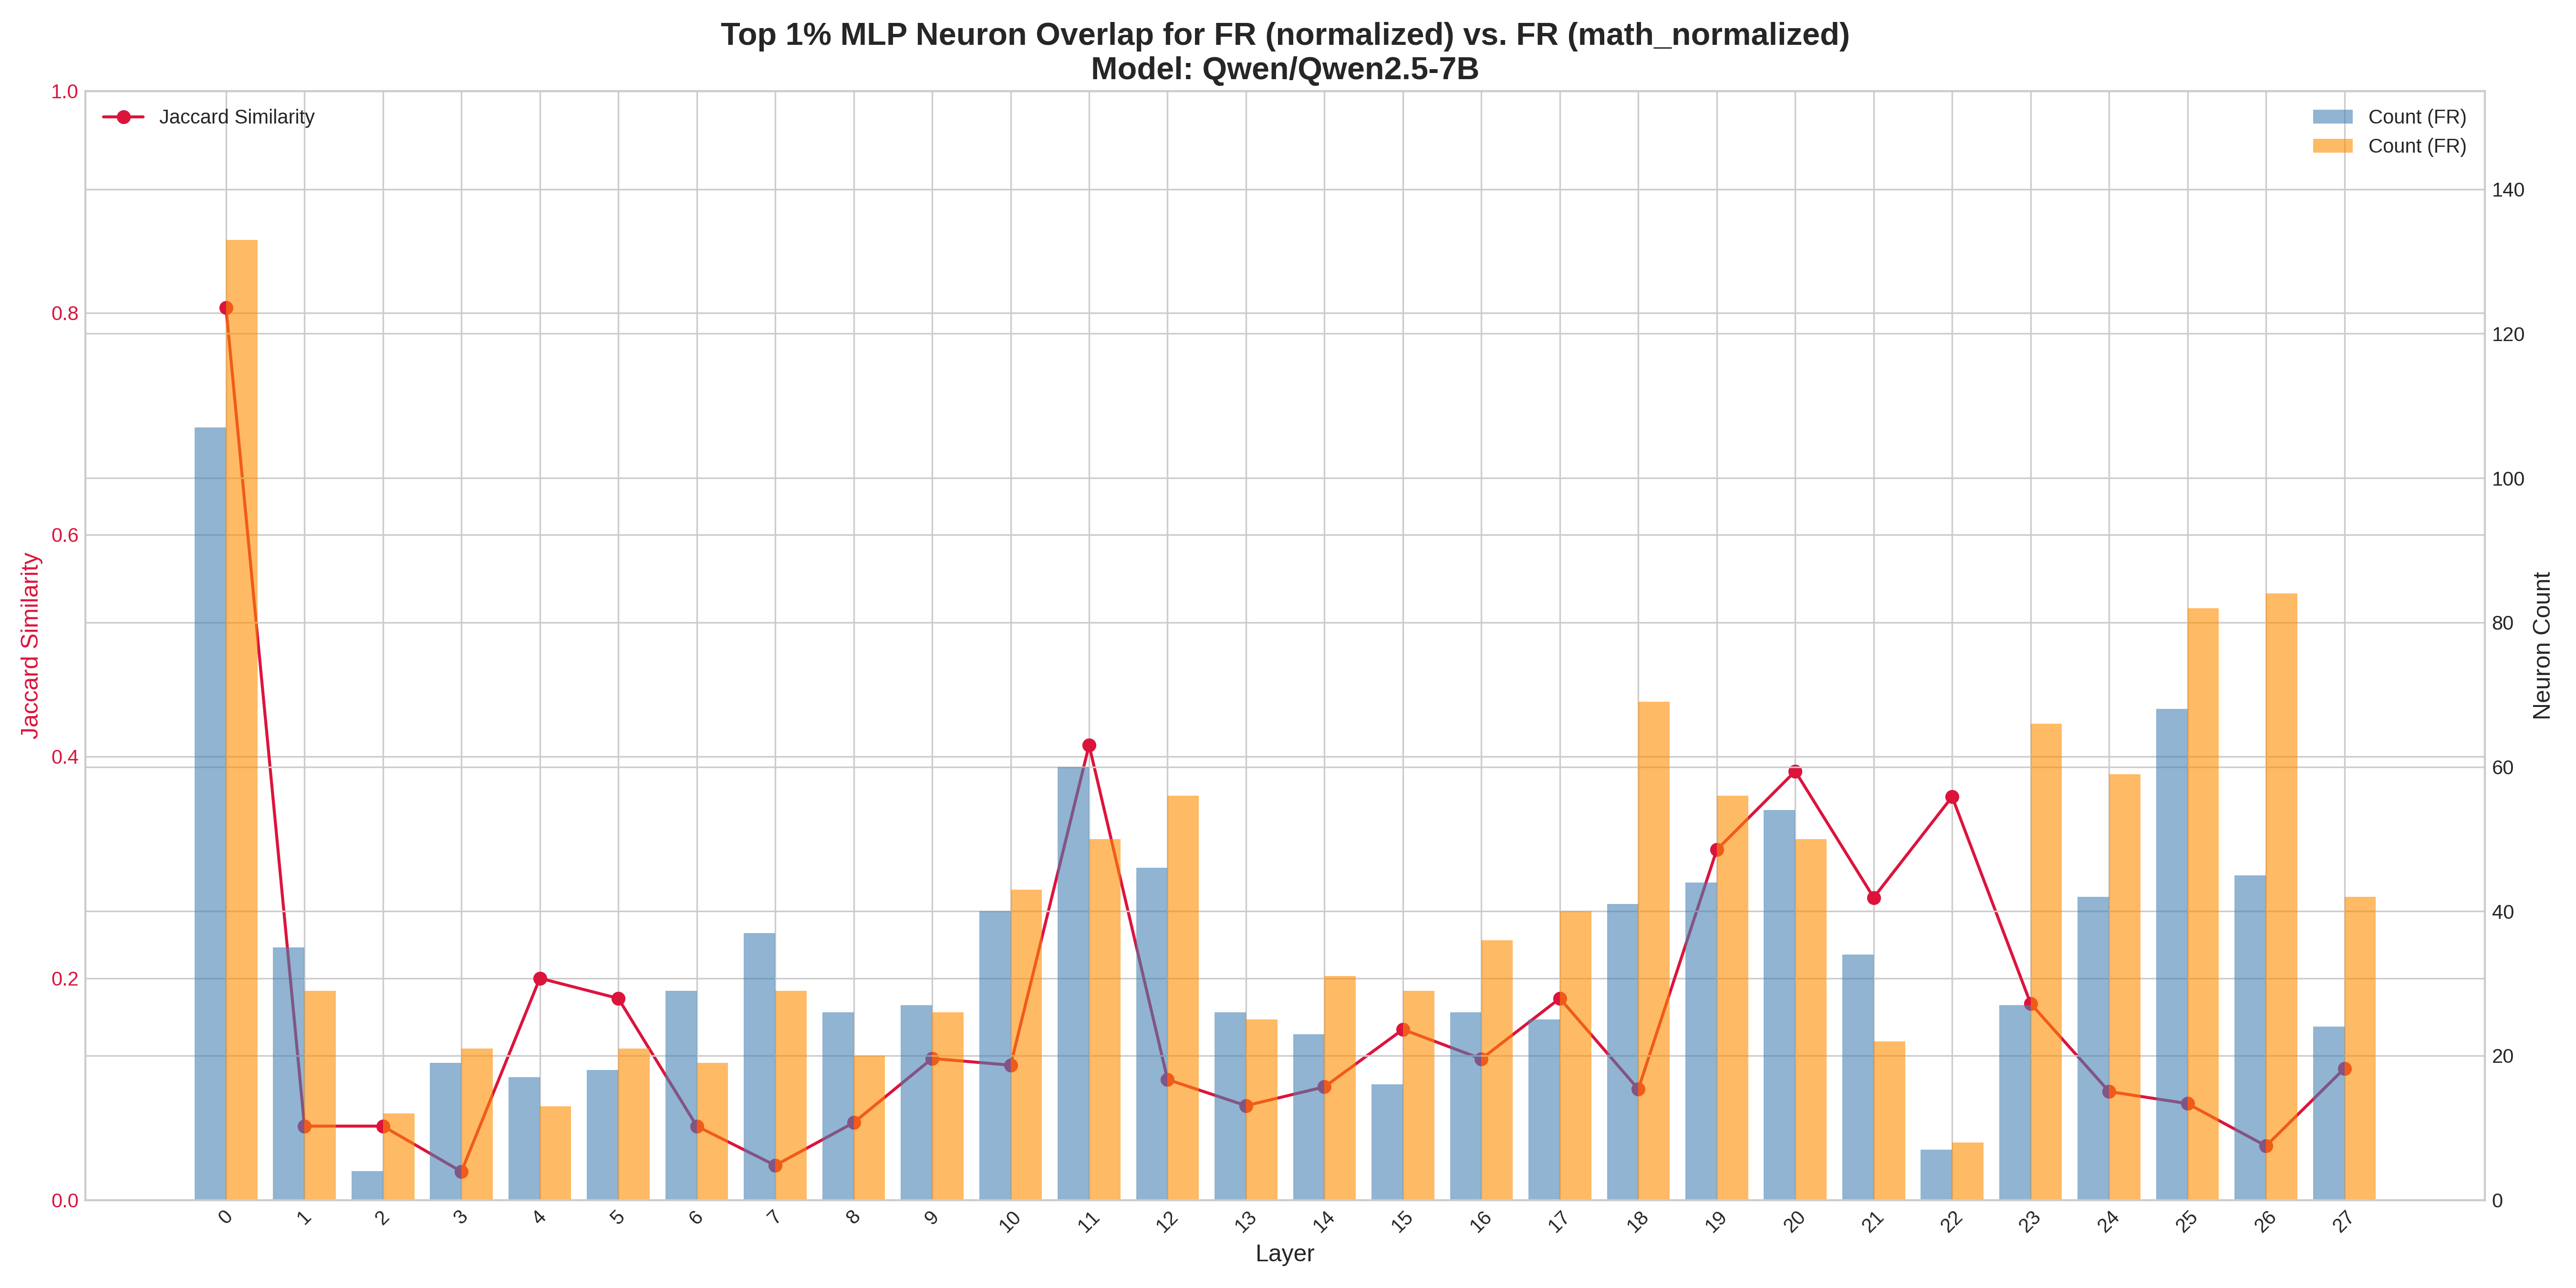 Top 1% MLP Neuron Overlap for FR (normalized) vs. FR (math_normalized)
Model: Qwen/Qwen2.5-7B
Jaccard Similarity
Count (FR)
Count (FR)
Jaccard Similarity
1.0
0.8
0.6
0.4
0.2
0.0
140
120
100
80
60
40
20
0
Neuron Count
0 1 2 3 4 5 6 7 8 9 10 11 12 13 14 15 16 17 18 19 20 21 22 23 24 25 26 27
Layer